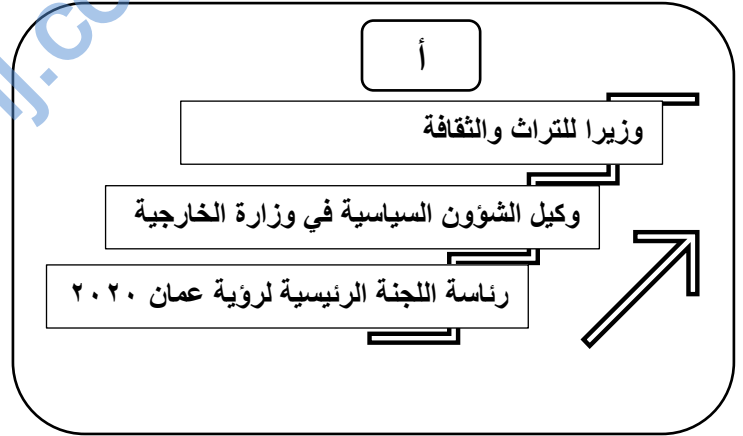 أ
وزيرا للتراث والثقافة
وكيل الشؤون السياسية في وزارة الخارجية
رئاسة اللجنة الرئيسية لرؤية عمان ٢٠٢٠